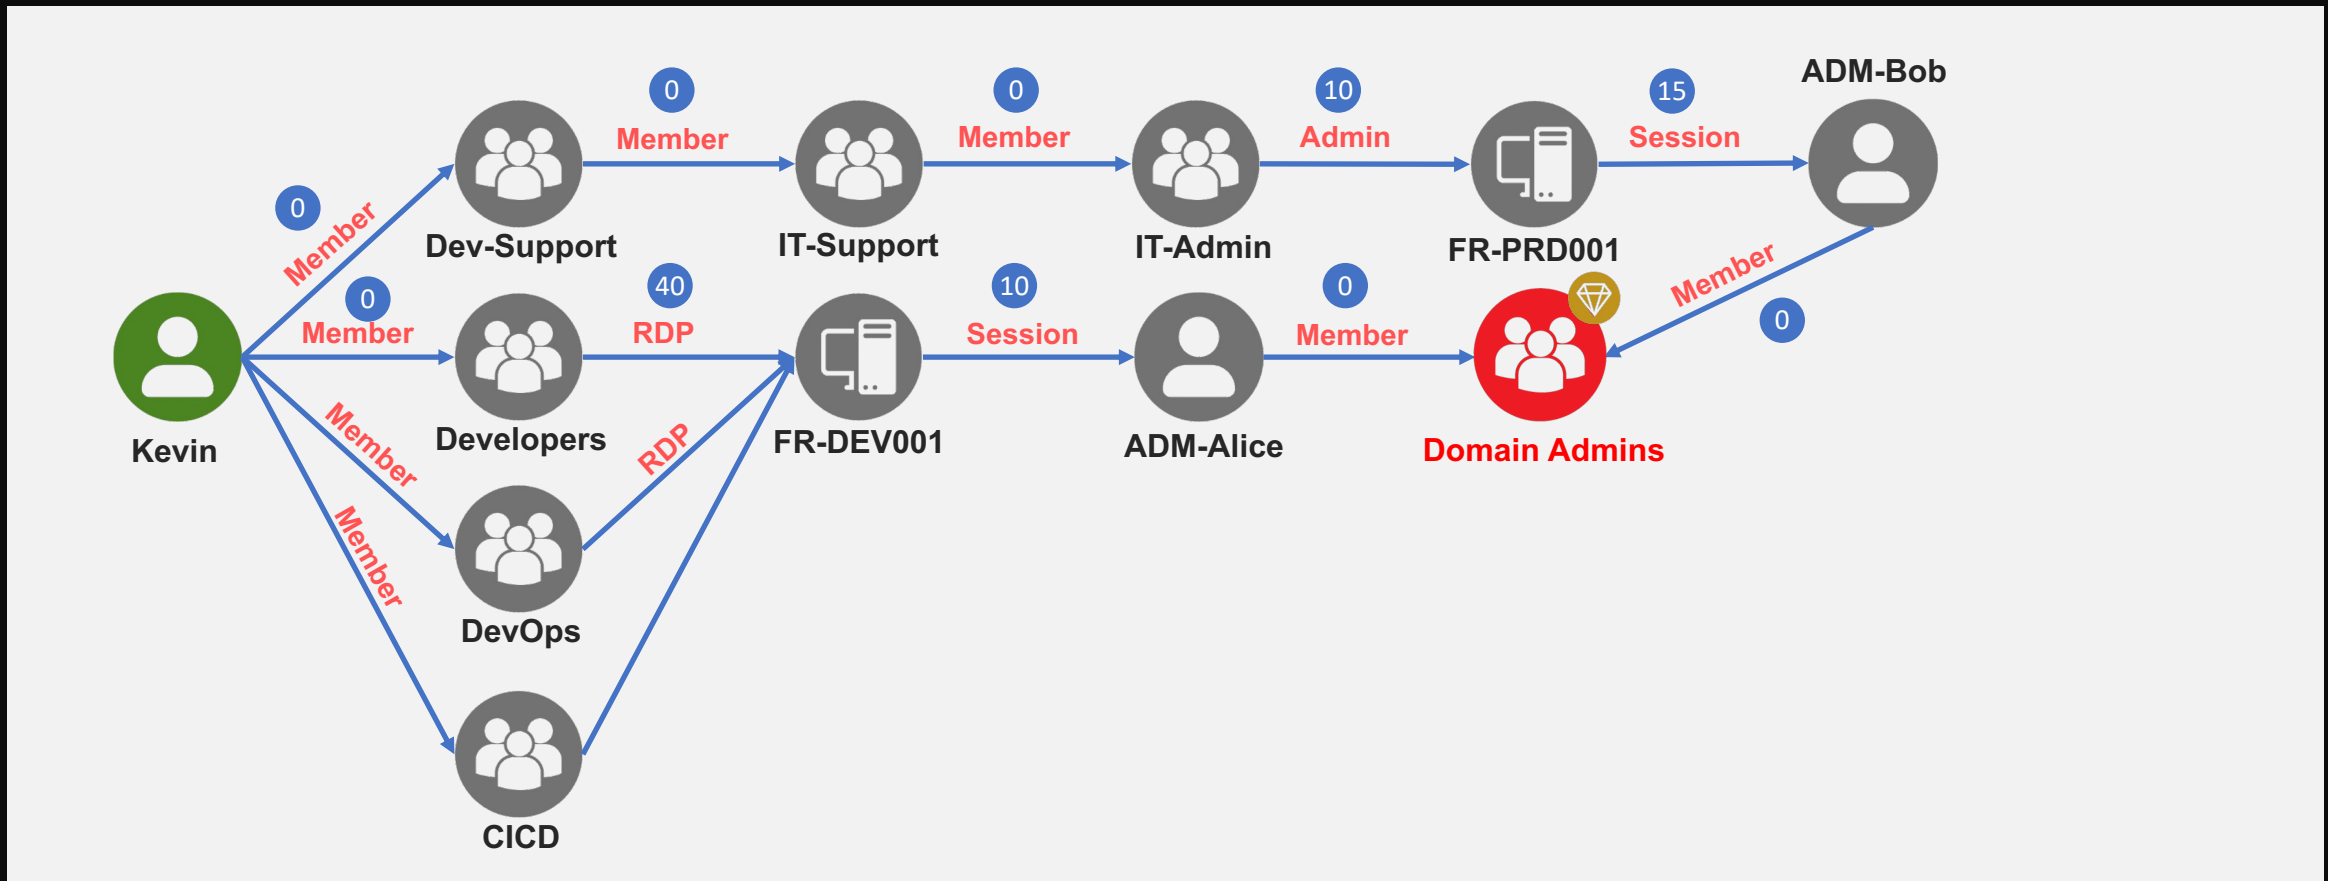 ADM-Bob
0
0
10
15
Member
Member
Admin
Session
0
Member
Dev-Support
IT-Support
IT-Admin
FR-PRD001
Member
0
40
10
0
0
Member
RDP
Session
Member
Kevin
Developers
FR-DEV001
ADM-Alice
Domain Admins
Member
RDP
Member
DevOps
CICD